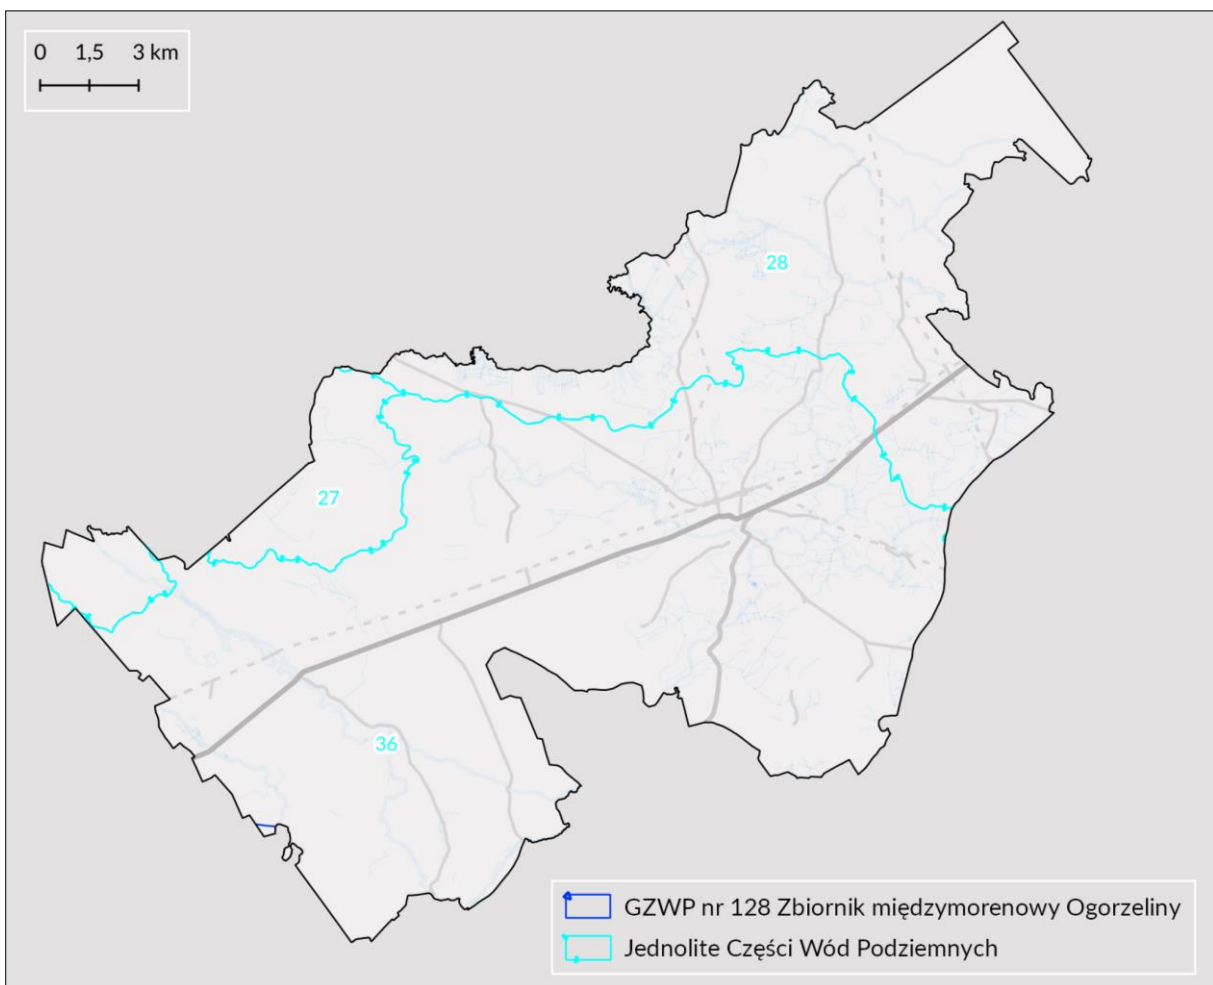 0 1,5 3 km
28
27
36
GZWP nr 128 Zbiornik międzymorenowy Ogorzeliny
Jednolite Części Wód Podziemnych